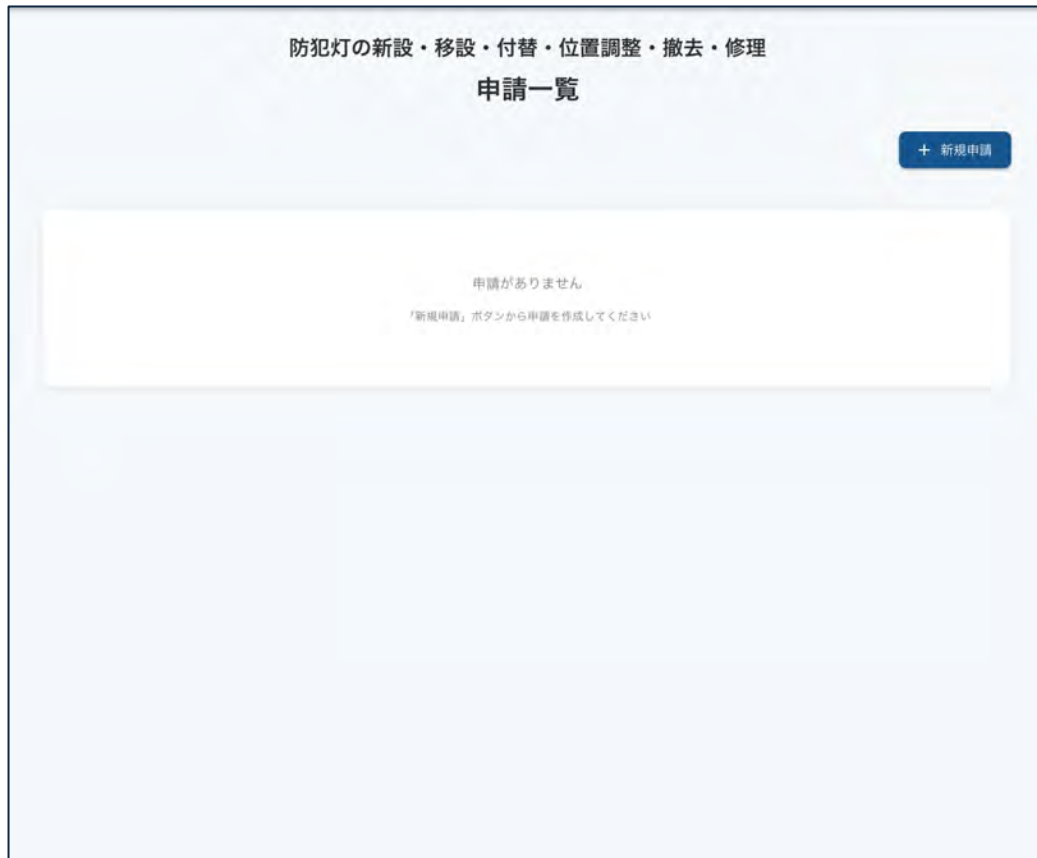 防犯灯の新設・移設・付替・位置調整・撤去・修理
申請一覧
+ 新規申請
申請がありません
「新規申請」ボタンから申請を作成してください